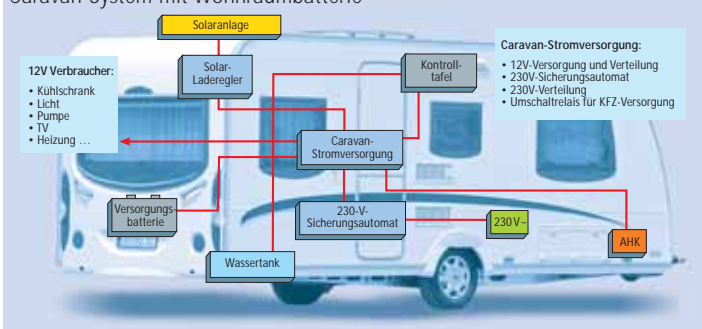 Caravan-System mit Wohnraumbatterie
Solaranlage
Solar-
Laderegler
Kontroll-
tafel
Caravan-Stromversorgung:
• 12V-Versorgung und Verteilung
• 230V-Sicherungsautomat
• 230V-Verteilung
• Umschaltrelais für KFZ-Versorgung
12V Verbraucher:
• Kühlschrank
• Licht
• Pumpe
• TV
• Heizung ...
Caravan-
Stromversorgung
Versorgungs-
batterie
230-V-
Sicherungsautomat
230 V~
AHK
Wassertank